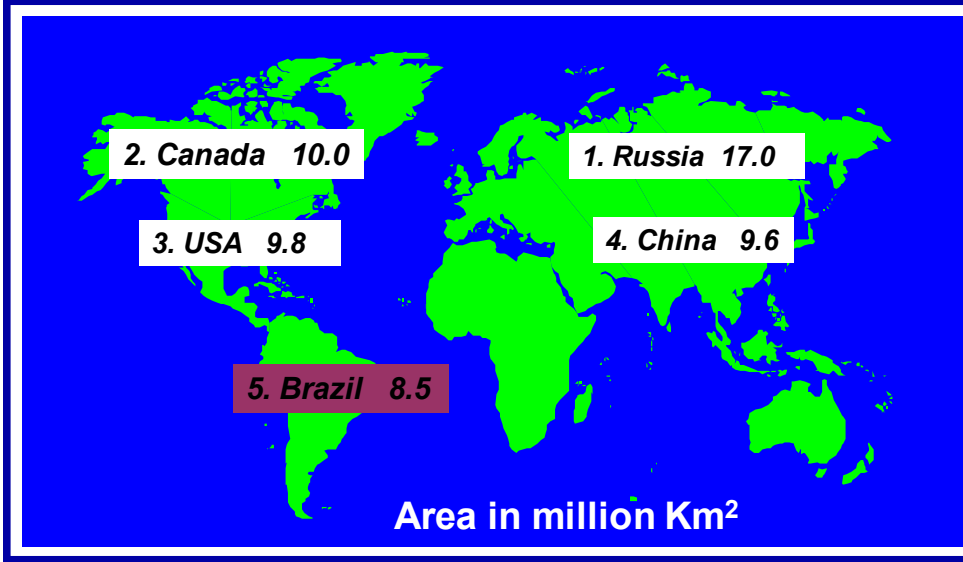 2. Canada 10.0
1. Russia 17.0
3. USA 9.8
4. China 9.6
5. Brazil 8.5
Area in million Km²